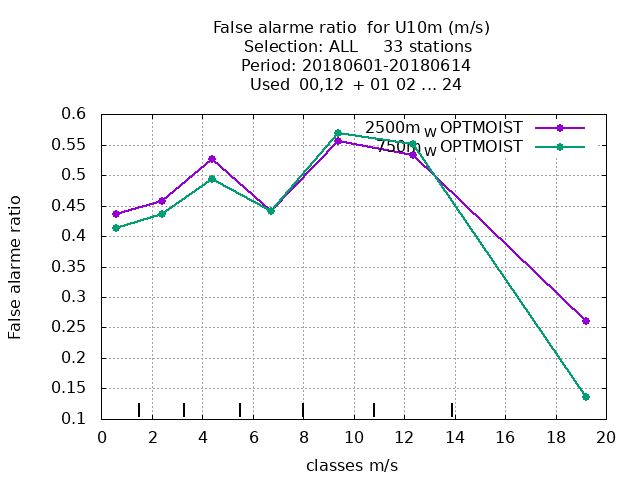 False alarme ratio  for U10m (m/s)
Selection: ALL     33 stations
Period: 20180601-20180614
Used  00,12  + 01 02 ... 24
2500m W OPTMOIST
750m W OPTMOIST
False alarme ratio
0.6
0.55
0.5
0.45
0.4
0.35
0.3
0.25
0.2
0.15
0.1
0 2 4 6 8 10 12 14 16 18 20
classes m/s